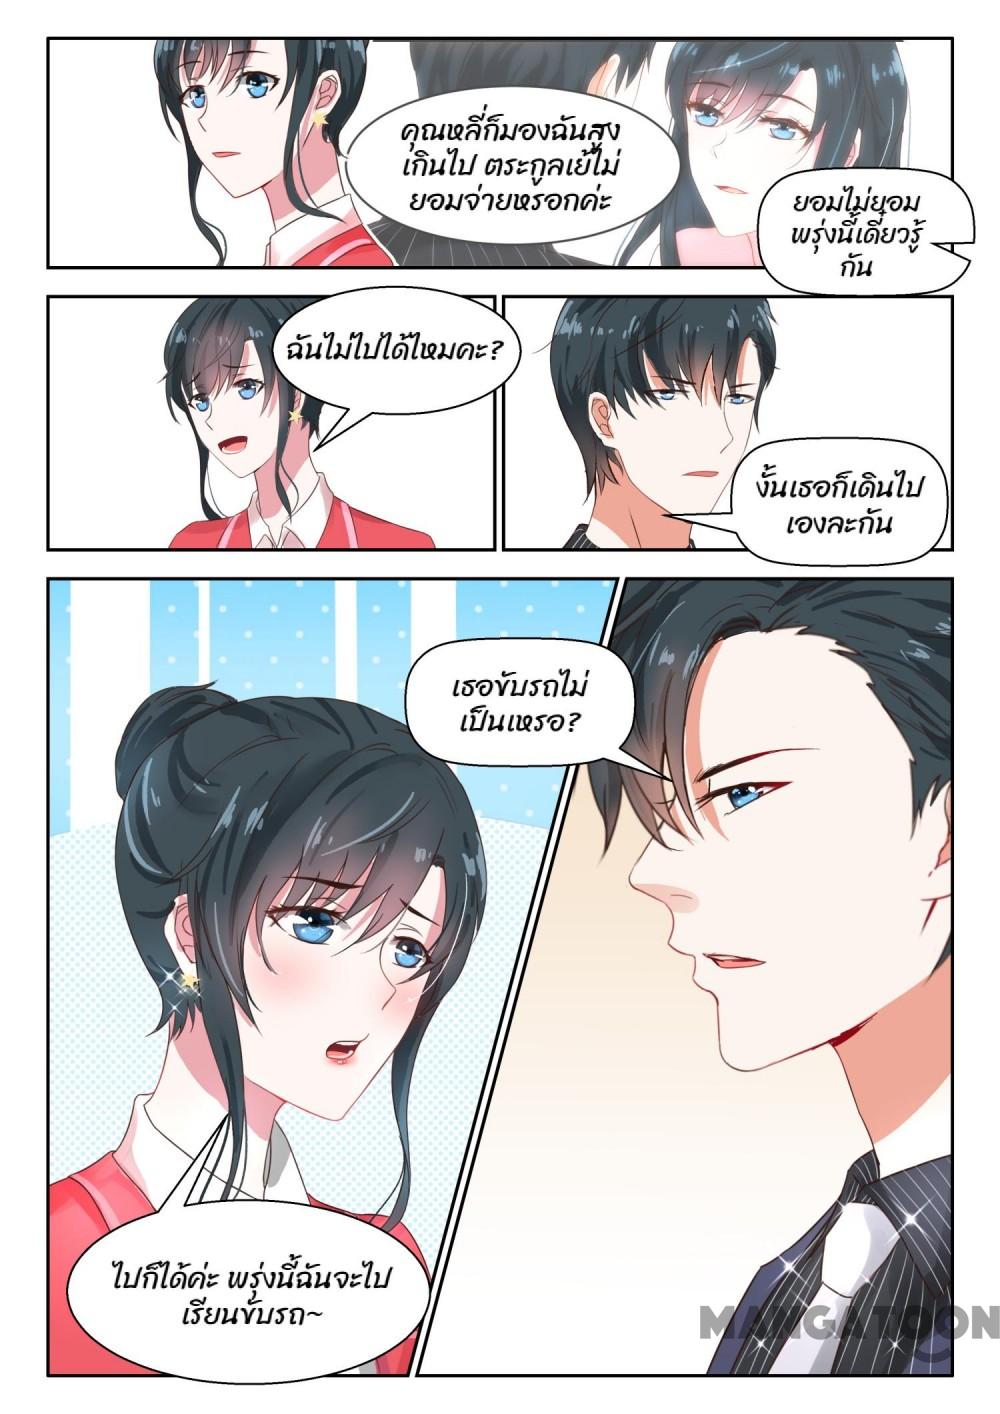 คุณหลี่ก็มองฉันสูง
เกินไป ตระกูลเย้ไม่
ยอมจ่ายหรอกค่ะ
ยอมไม่ยอม
พรุ่งนี้เดี๋ยวรู้
กัน
ฉันไม่ไปได้ไหมคะ?
งั้นเธอก็เดินไป
เองละกัน
เธอขับรถไม่
เป็นเหรอ?
ไปก็ได้ค่ะ พรุ่งนี้ฉันจะไป
เรียนขับรถ~
MANGATOON